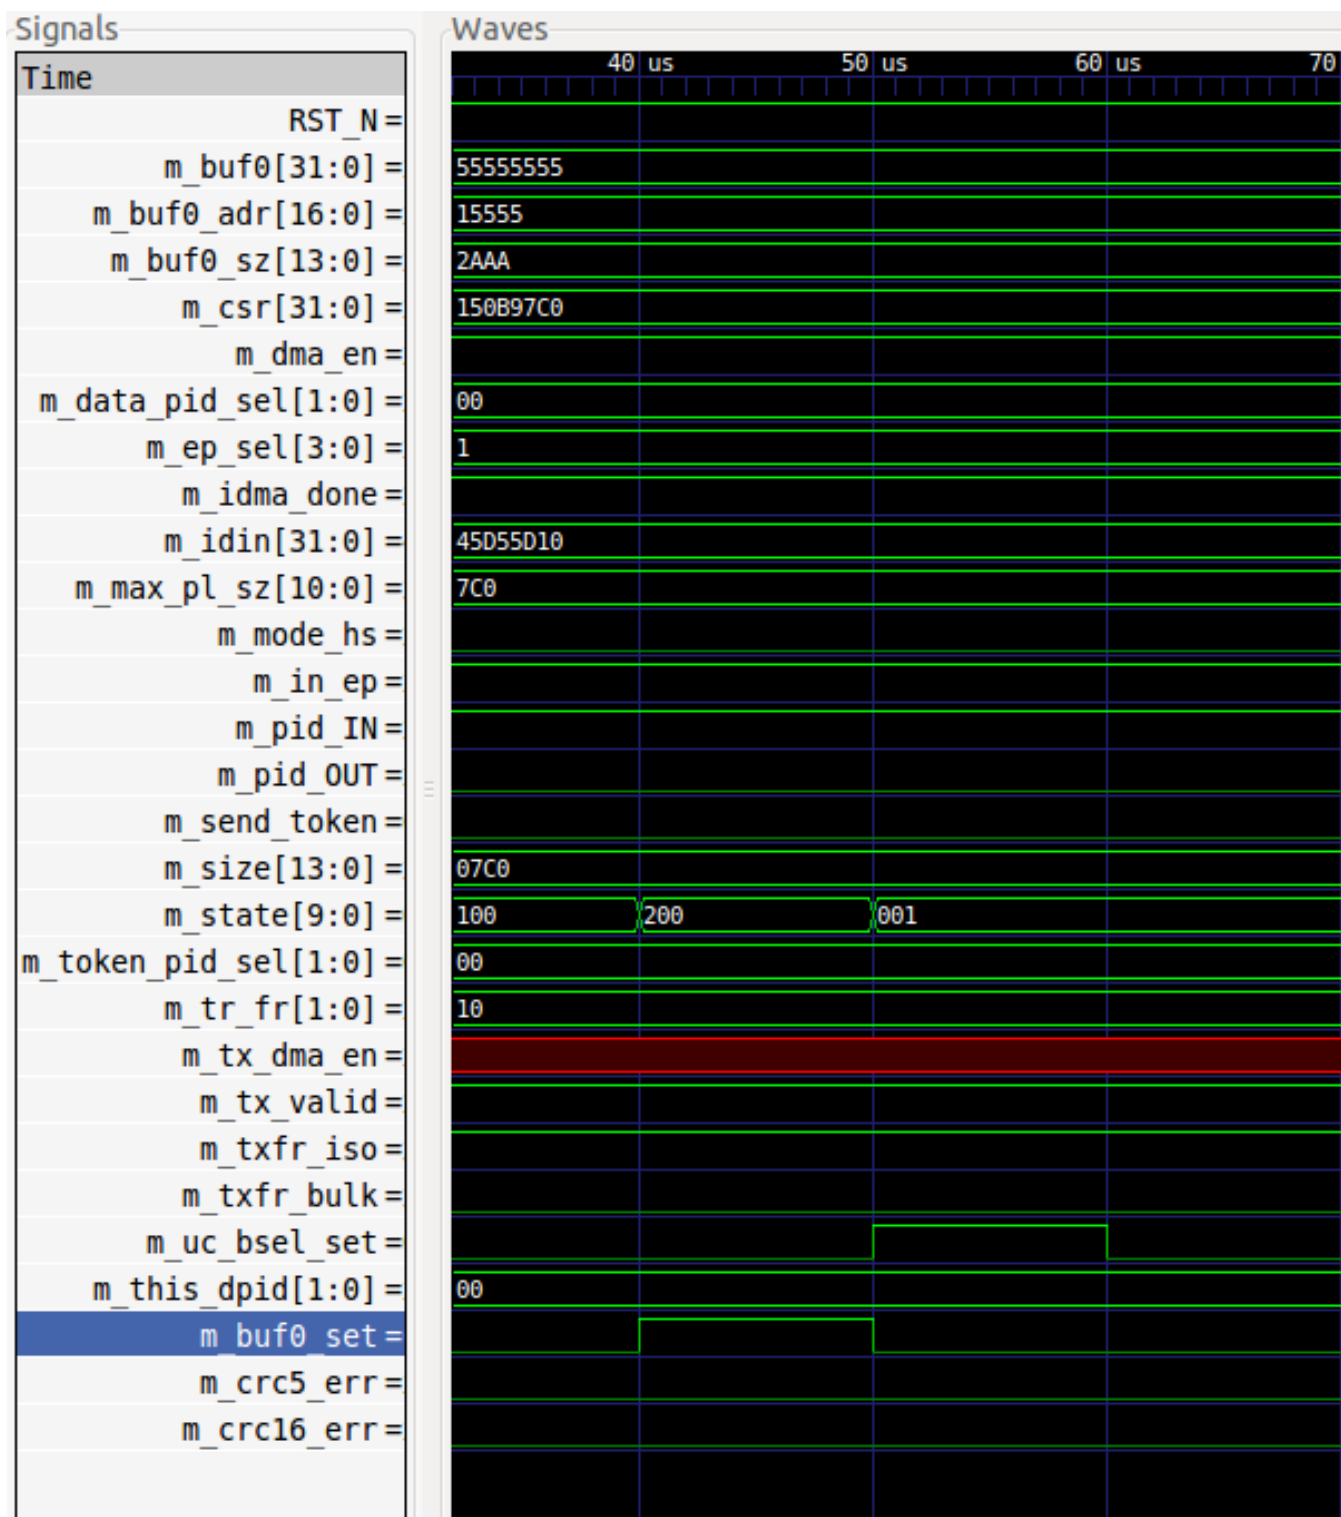 Signals Waves
Time 40 us 50 us 60 us 70
RST_N=
m_buf0[31:0]= 55555555
m_buf0_adr[16:0]= 15555
m_buf0_sz[13:0]= 2AAA
m_csr[31:0]= 150B97C0
m_dma_en=
m_data_pid_sel[1:0]= 00
m_ep_sel[3:0]= 1
m_idma_done=
m_idin[31:0]= 45D55D10
m_max_pl_sz[10:0]= 7C0
m_mode_hs=
m_in_ep=
m_pid_IN=
m_pid_OUT=
m_send_token=
m_size[13:0]= 07C0
m_state[9:0]= 100 200 001
m_token_pid_sel[1:0]= 00
m_tr_fr[1:0]= 10
m_tx_dma_en=
m_tx_valid=
m_txfr_iso=
m_txfr_bulk=
m_uc_bsel_set=
m_this_dpid[1:0]= 00
m_buf0_set=
m_crc5_err=
m_crc16_err=